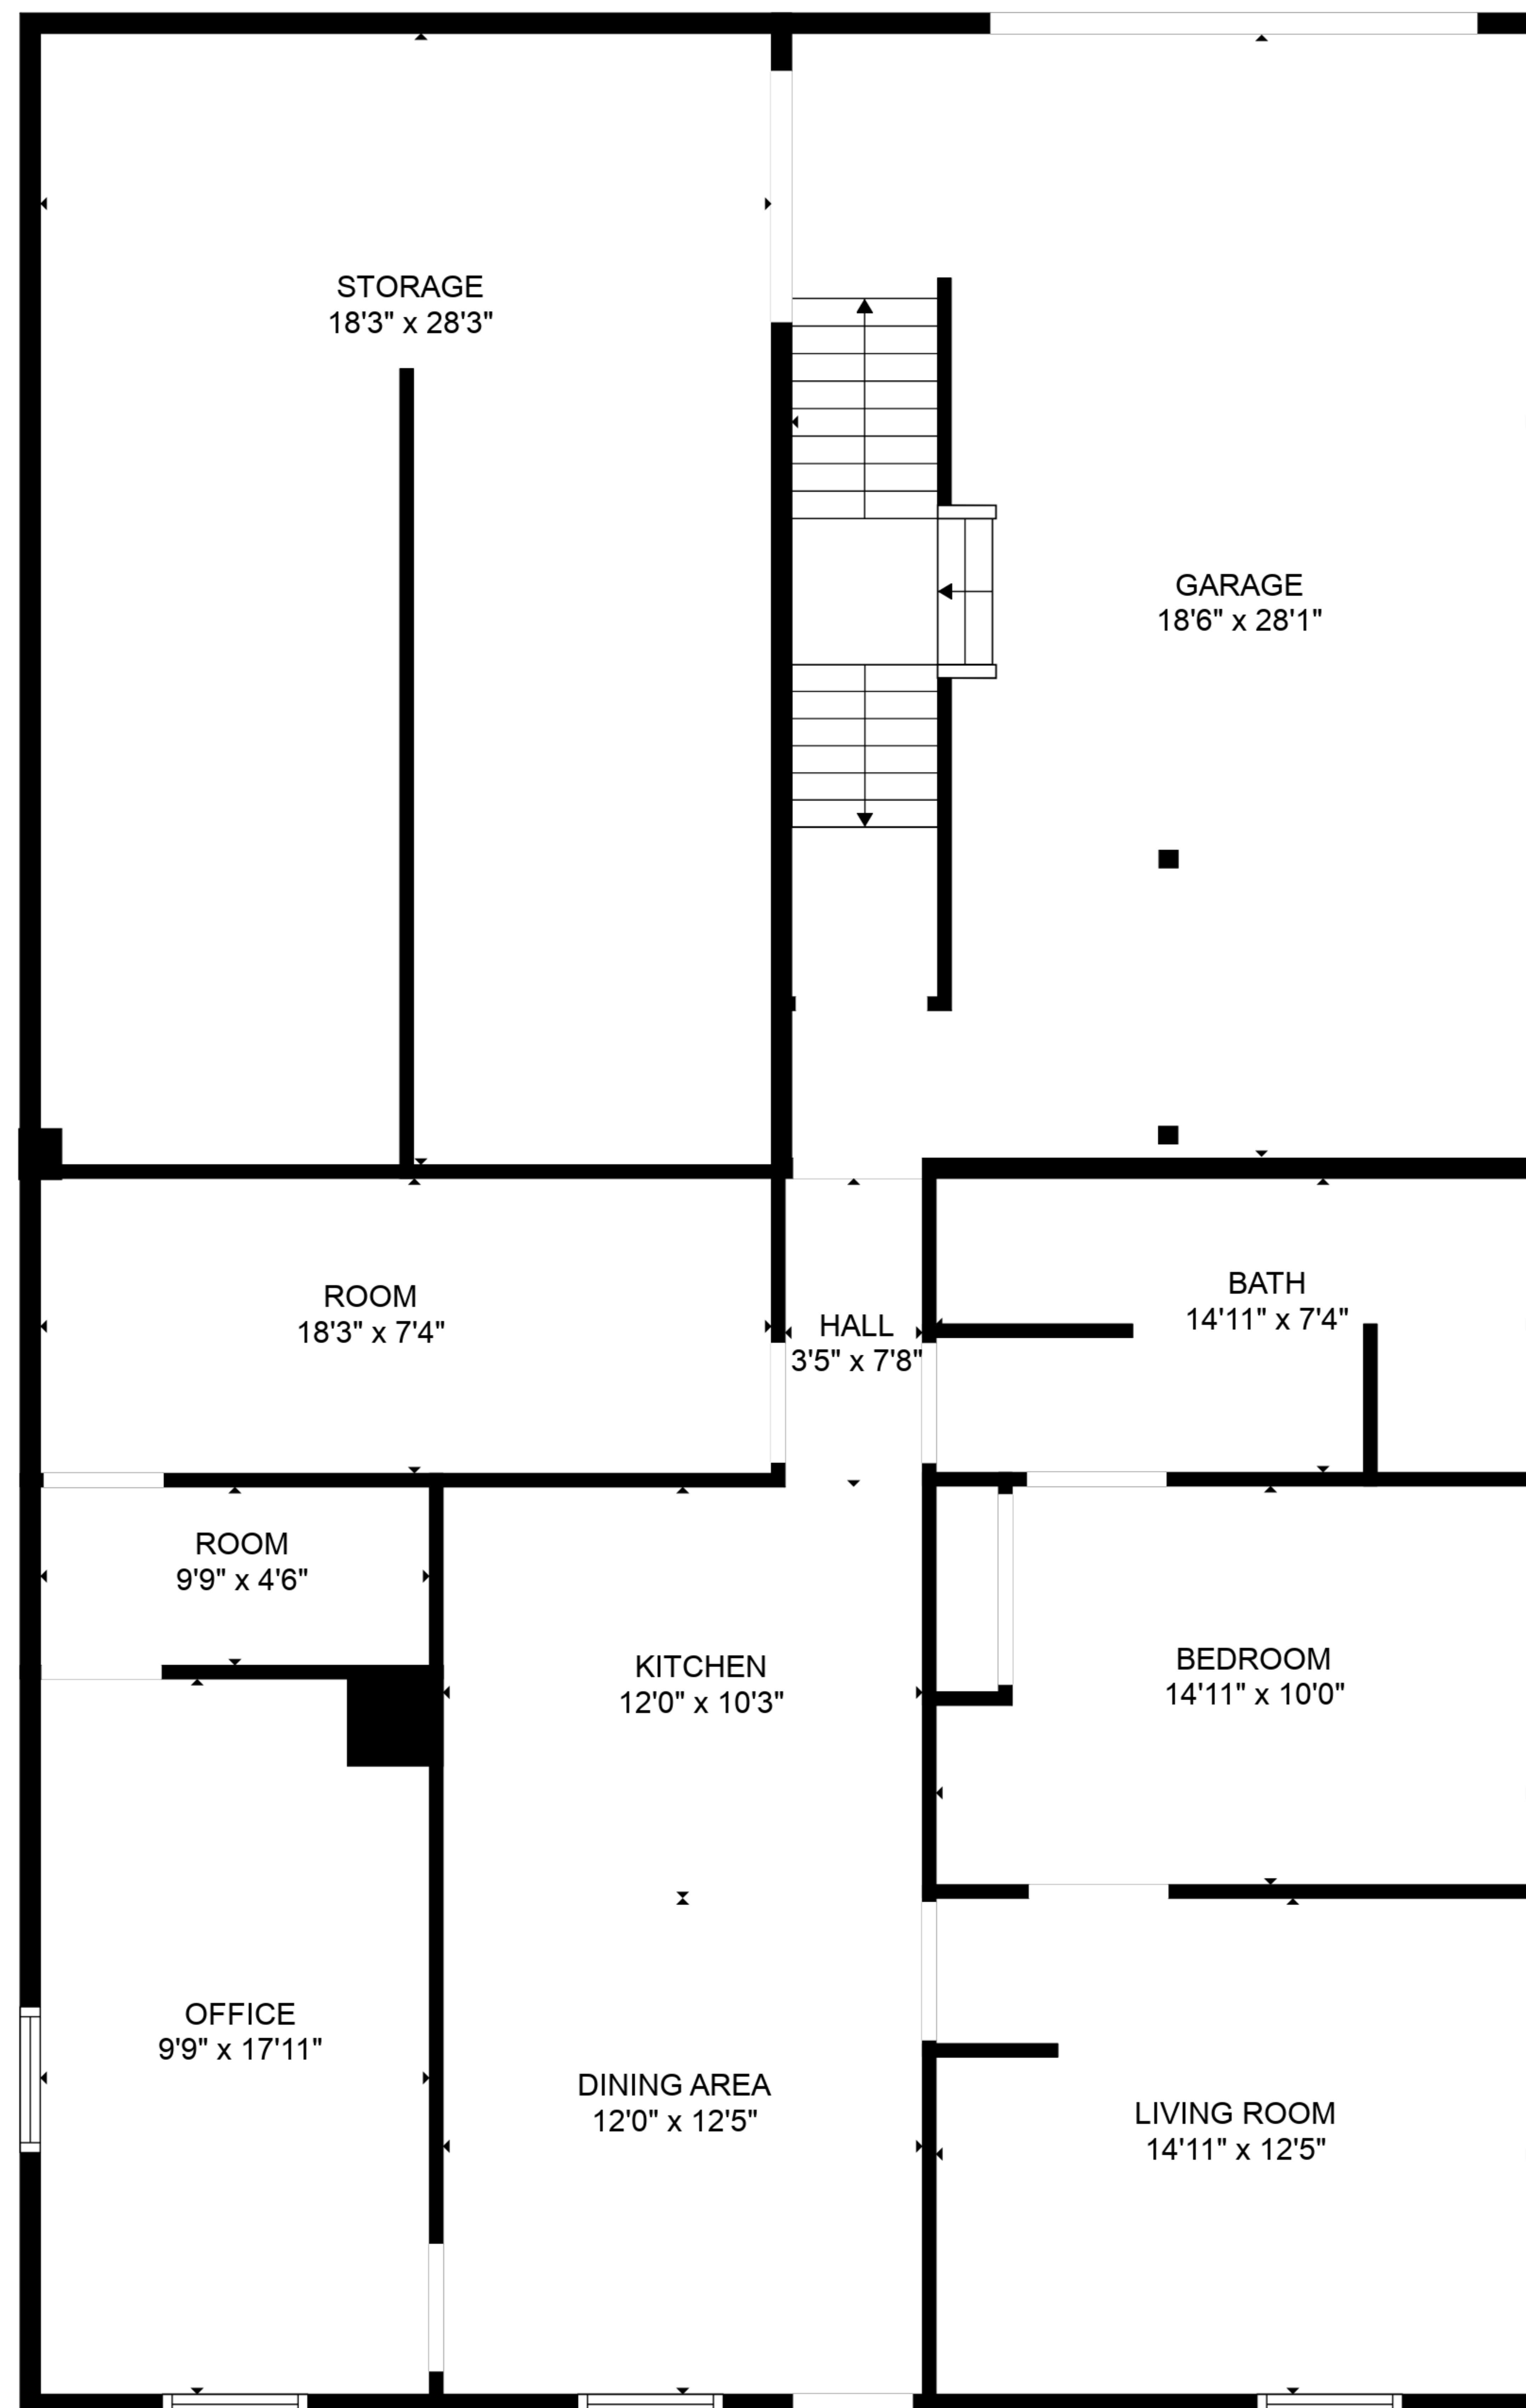 STORAGE
18'3" x 28'3"
GARAGE
18'6" x 28'1"
ROOM
18'3" x 7'4"
HALL
3'5" x 7'8"
BATH
14'11" x 7'4"
ROOM
9'9" x 4'6"
KITCHEN
12'0" x 10'3"
BEDROOM
14'11" x 10'0"
OFFICE
9'9" x 17'11"
DINING AREA
12'0" x 12'5"
LIVING ROOM
14'11" x 12'5"